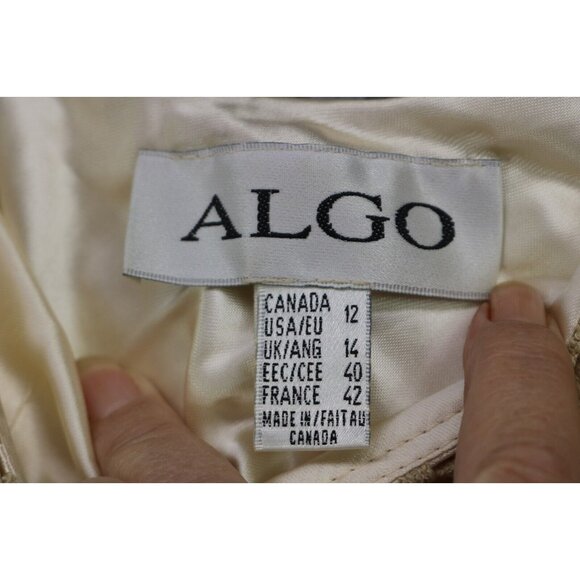 ALGO
CANADA
USA/EU 12
UK/ANG 14
EEC/CEE 40
FRANCE 42
MADE IN/FAIT AU
CANADA